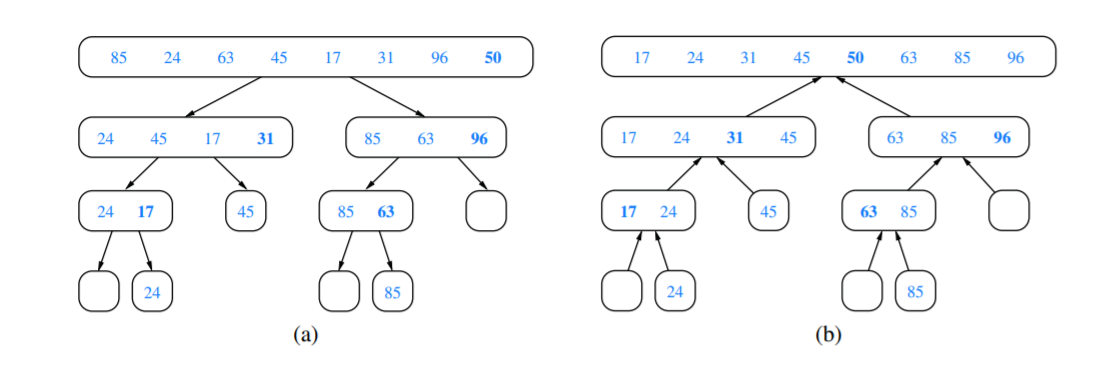 85 24 63 45 17 31 96 50
24 45 17 31
85 63 96
24 17
45
85 63
24
85
(a)
17 24 31 45 50 63 85 96
17 24 31 45
63 85 96
17 24
45
63 85
24
85
(b)